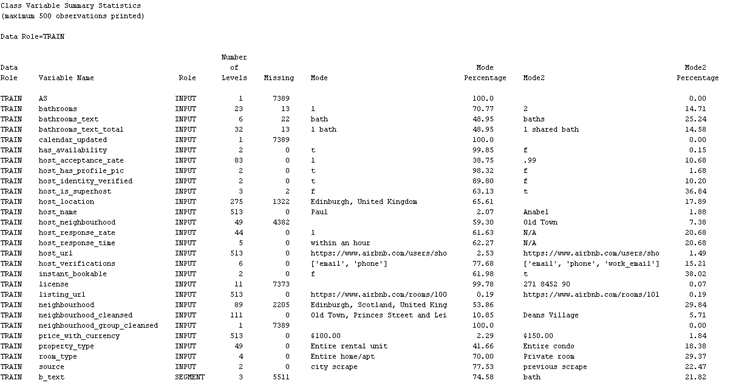 Class Variable Summary Statistics
(maximum 500 observations printed)
Data Role=TRAIN
Number
Data of Mode Mode2
Role Variable Name Role Levels Missing Mode Percentage Mode2 Percentage
TRAIN AS INPUT 1 7389 100.0 0.00
TRAIN bathrooms INPUT 23 13 1 70.77 2 14.71
TRAIN bathrooms_text INPUT 6 22 bath 48.95 baths 25.24
TRAIN bathrooms_text_total INPUT 32 13 1 bath 48.95 1 shared bath 14.58
TRAIN calendar_updated INPUT 1 7389 100.0 0.00
TRAIN has_availability INPUT 2 0 t 99.85 f 0.15
TRAIN host_acceptance_rate INPUT 83 0 1 38.75 .99 10.68
TRAIN host_has_profile_pic INPUT 2 0 t 98.32 f 1.68
TRAIN host_identity_verified INPUT 2 0 t 89.80 f 10.20
TRAIN host_is_superhost INPUT 3 2 f 63.13 t 36.84
TRAIN host_location INPUT 275 1322 Edinburgh, United Kingdom 65.61 17.89
TRAIN host_name INPUT 513 0 Paul 2.07 Anabel 1.88
TRAIN host_neighbourhood INPUT 49 4382 59.30 Old Town 7.38
TRAIN host_response_rate INPUT 44 0 1 61.63 N/A 20.68
TRAIN host_response_time INPUT 5 0 within an hour 62.27 N/A 20.68
TRAIN host_url INPUT 513 0 https://www.airbnb.com/users/sho 2.53 https://www.airbnb.com/users/sho 1.49
TRAIN host_verifications INPUT 6 0 ['email', 'phone'] 77.68 ['email', 'phone', 'work_email'] 15.21
TRAIN instant_bookable INPUT 2 0 f 61.98 t 38.02
TRAIN license INPUT 11 7373 99.78 271 8452 90 0.07
TRAIN listing_url INPUT 513 0 https://www.airbnb.com/rooms/100 0.19 https://www.airbnb.com/rooms/101 0.19
TRAIN neighbourhood INPUT 89 2205 Edinburgh, Scotland, United King 53.86 29.84
TRAIN neighbourhood_cleansed INPUT 111 0 Old Town, Princes Street and Lei 10.85 Deans Village 5.71
TRAIN neighbourhood_group_cleansed INPUT 1 7389 100.0 0.00
TRAIN price_with_currency INPUT 513 0 $100.00 2.29 $150.00 1.84
TRAIN property_type INPUT 49 0 Entire rental unit 41.66 Entire condo 18.38
TRAIN room_type INPUT 4 0 Entire home/apt 70.00 Private room 29.37
TRAIN source INPUT 2 0 city scrape 77.53 previous scrape 22.47
TRAIN b_text SEGMENT 3 5511 74.58 bath 21.82